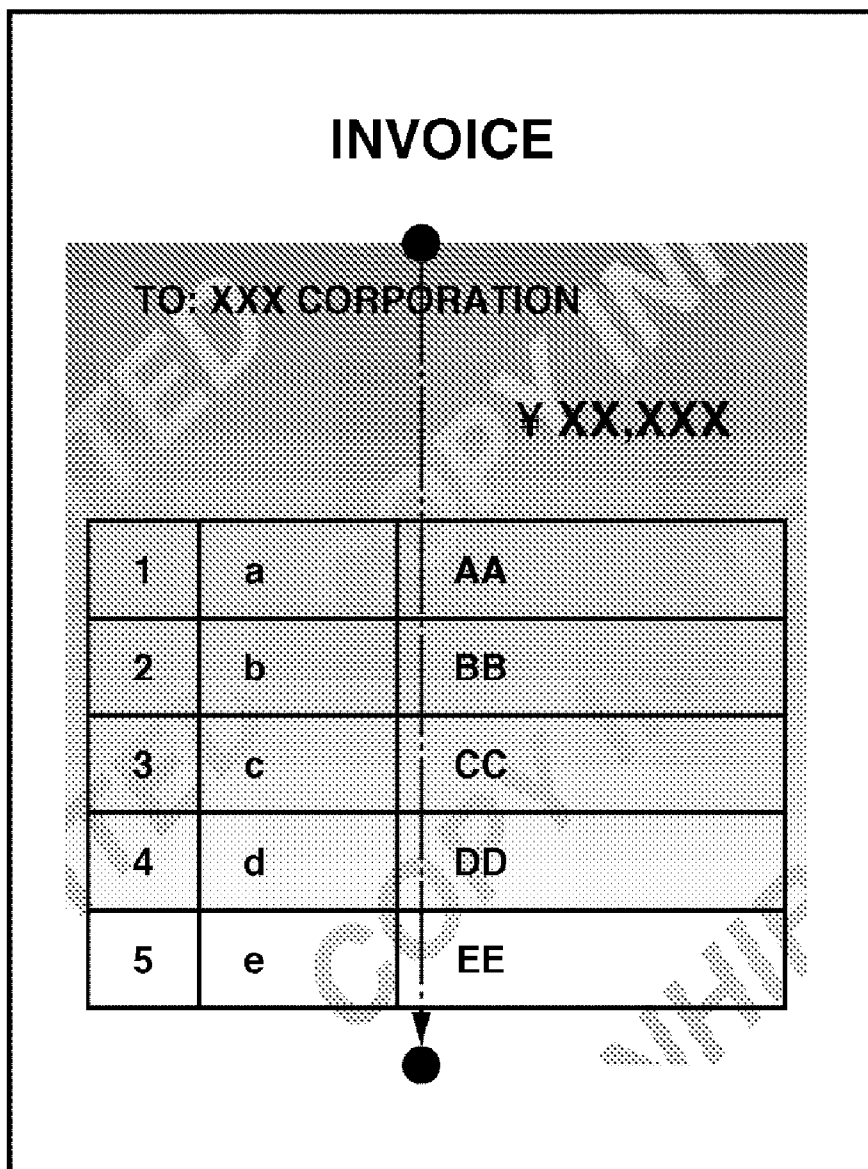 INVOICE
TO: XXX CORPORATION
¥ XX,XXX
1 a AA
2 b BB
3 c CC
4 d DD
5 e EE